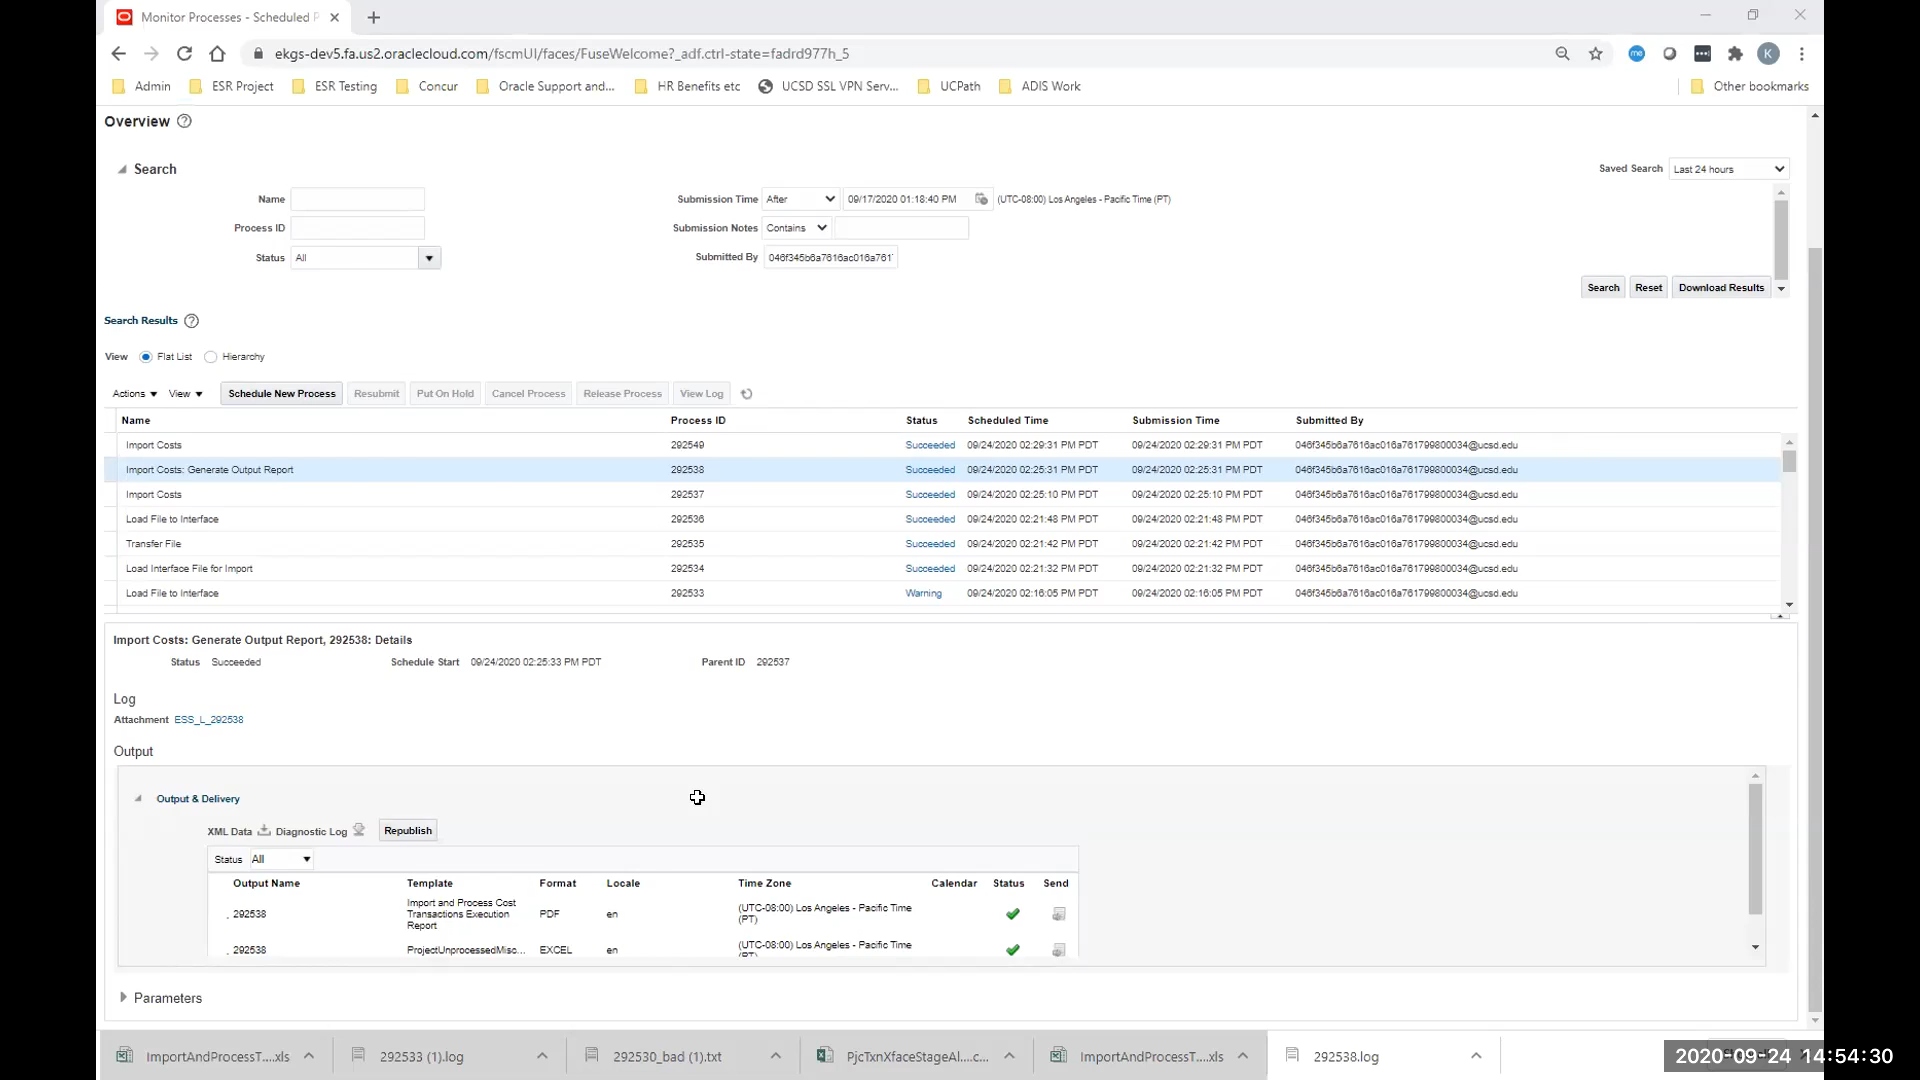 Monitor Processes - Scheduled P
ekgs-dev5.fa.us2.oraclecloud.com/fscmUI/faces/FuseWelcome?_adf.ctrl-state=fadrd977h_5
Admin ESR Project ESR Testing Concur Oracle Support and... HR Benefits etc UCSD SSL VPN Serv... UCPath ADIS Work Other bookmarks
Overview
Search
Saved Search Last 24 hours
Name Submission Time After 09/17/2020 01:18:40 PM (UTC-08:00) Los Angeles - Pacific Time (PT)
Process ID Submission Notes Contains
Status All Submitted By 046f345b6a7616ac016a761
Search Reset Download Results
Search Results
View Flat List Hierarchy
Actions View Schedule New Process Resubmit Put On Hold Cancel Process Release Process View Log
Name Process ID Status Scheduled Time Submission Time Submitted By
Import Costs 292549 Succeeded 09/24/2020 02:29:31 PM PDT 09/24/2020 02:29:31 PM PDT 046f345b6a7616ac016a761799800034@ucsd.edu
Import Costs: Generate Output Report 292538 Succeeded 09/24/2020 02:25:31 PM PDT 09/24/2020 02:25:31 PM PDT 046f345b6a7616ac016a761799800034@ucsd.edu
Import Costs 292537 Succeeded 09/24/2020 02:25:10 PM PDT 09/24/2020 02:25:10 PM PDT 046f345b6a7616ac016a761799800034@ucsd.edu
Load File to Interface 292536 Succeeded 09/24/2020 02:21:48 PM PDT 09/24/2020 02:21:48 PM PDT 046f345b6a7616ac016a761799800034@ucsd.edu
Transfer File 292535 Succeeded 09/24/2020 02:21:42 PM PDT 09/24/2020 02:21:42 PM PDT 046f345b6a7616ac016a761799800034@ucsd.edu
Load Interface File for Import 292534 Succeeded 09/24/2020 02:21:32 PM PDT 09/24/2020 02:21:32 PM PDT 046f345b6a7616ac016a761799800034@ucsd.edu
Load File to Interface 292533 Warning 09/24/2020 02:16:05 PM PDT 09/24/2020 02:16:05 PM PDT 046f345b6a7616ac016a761799800034@ucsd.edu
Import Costs: Generate Output Report, 292538: Details
Status Succeeded Schedule Start 09/24/2020 02:25:33 PM PDT Parent ID 292537
Log
Attachment ESS_L_292538
Output
Output & Delivery
XML Data Diagnostic Log Republish
Status All
Output Name Template Format Locale Time Zone Calendar Status Send
292538 Import and Process Cost Transactions Execution Report PDF en (UTC-08:00) Los Angeles - Pacific Time (PT)
292538 ProjectUnprocessedMisc... EXCEL en (UTC-08:00) Los Angeles - Pacific Time (PT)
Parameters
ImportAndProcessT....xls 292533 (1).log 292530_bad (1).txt PjcTxnXfaceStageAl....c... ImportAndProcessT....xls 292538.log
2020-09-24 14:54:30